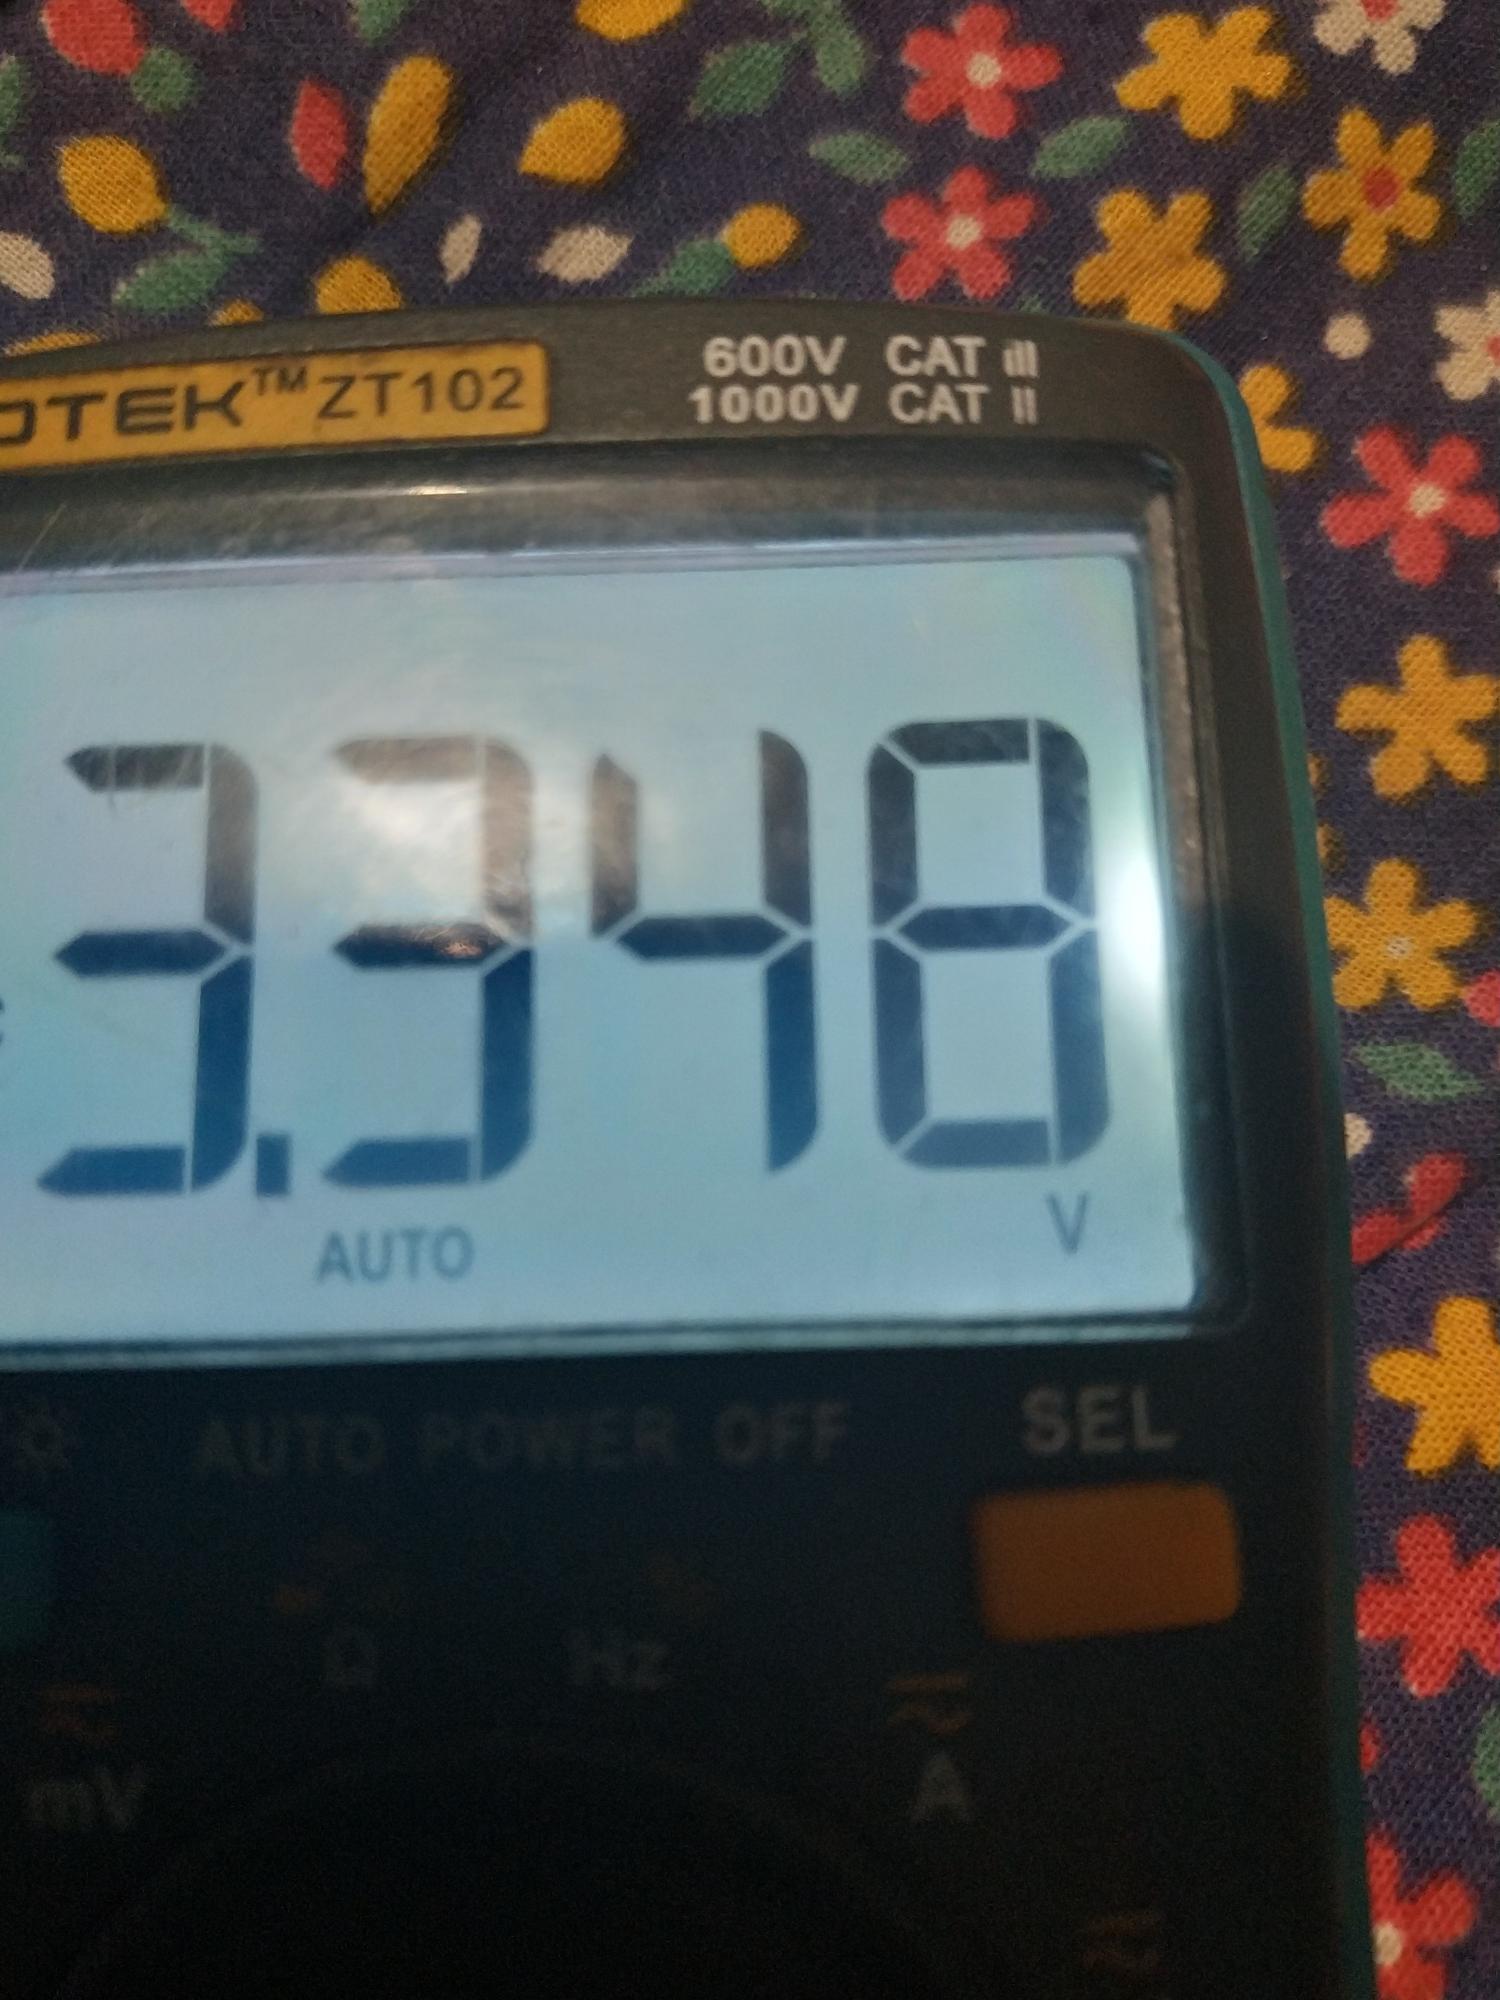 OTEK™ ZT102
600V CAT III
1000V CAT II
3.348
AUTO
V
AUTO POWER OFF
SEL
Ω
Hz
mV
A